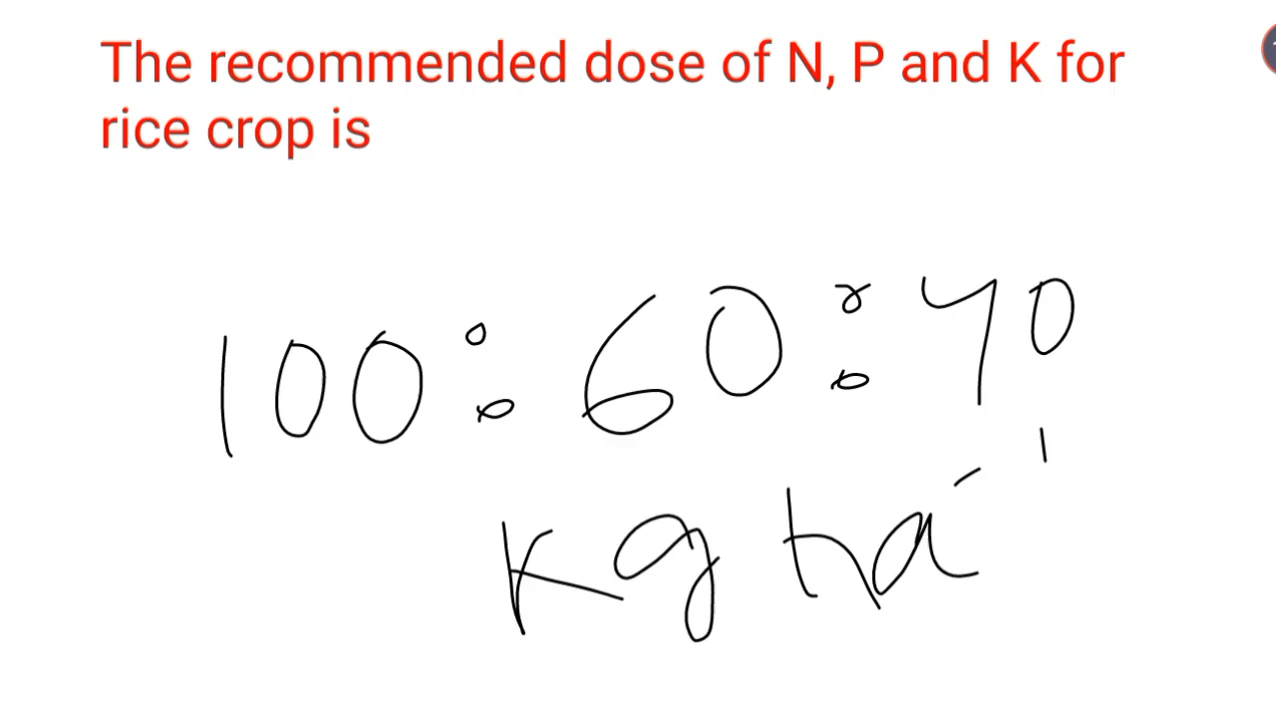 The recommended dose of N, P and K for
rice crop is
100 : 60 : 40
Kg ha⁻¹